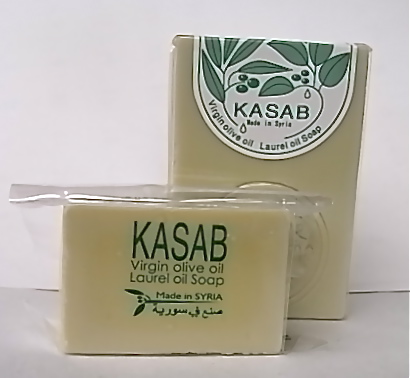 KASAB
Made in Syria
Virgin olive oil Laurel oil Soap
KASAB
Virgin olive oil
Laurel oil Soap
Made in SYRIA
صنع في سورية